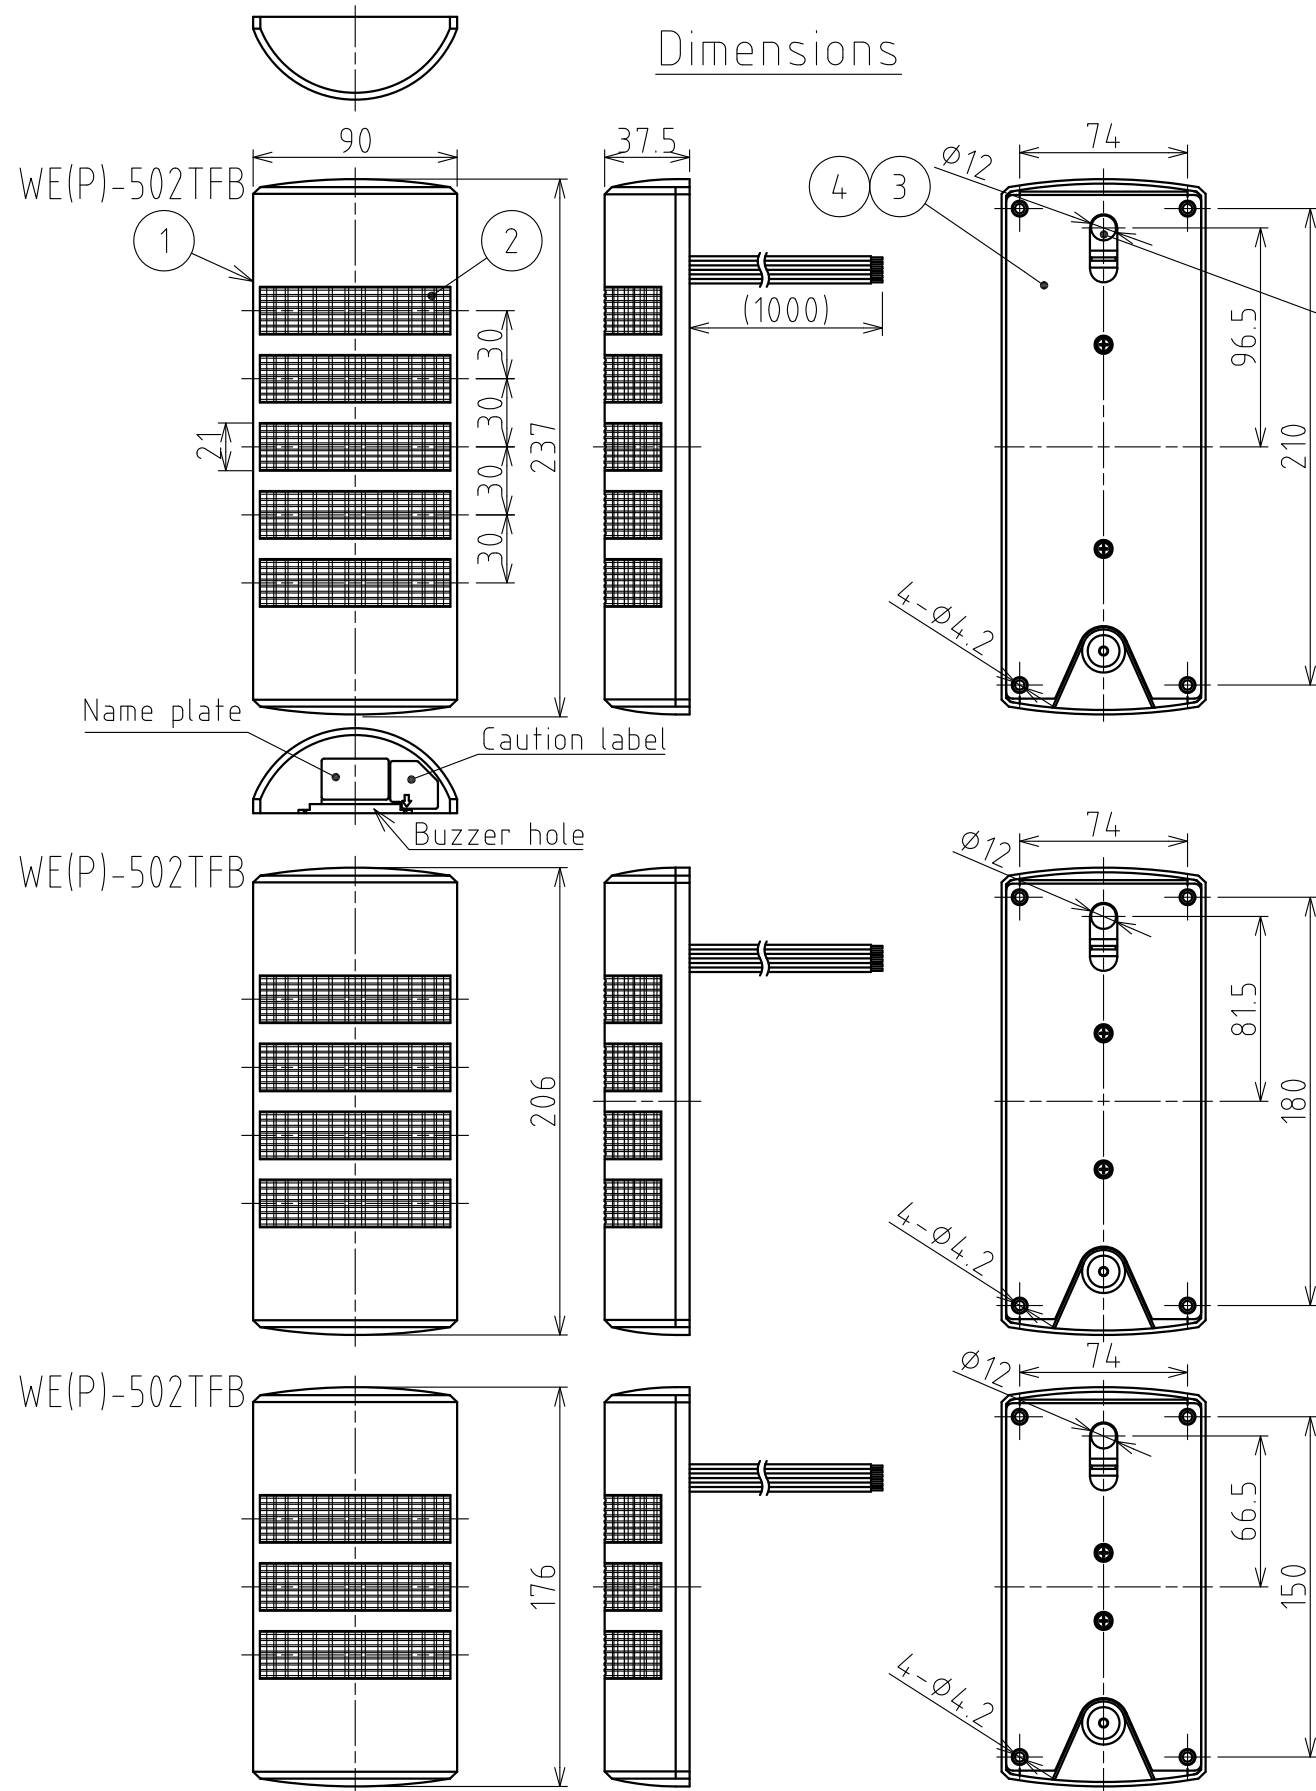 Dimensions
90
37.5
74
WE(P)-502TFB
ø12
4
3
1
2
(1000)
30
96.5
30
21
237
210
30
30
4-ø4.2
Name plate
Caution label
Buzzer hole
74
WE(P)-502TFB
ø12
81.5
206
180
4-ø4.2
74
WE(P)-502TFB
ø12
66.5
176
150
4-ø4.2